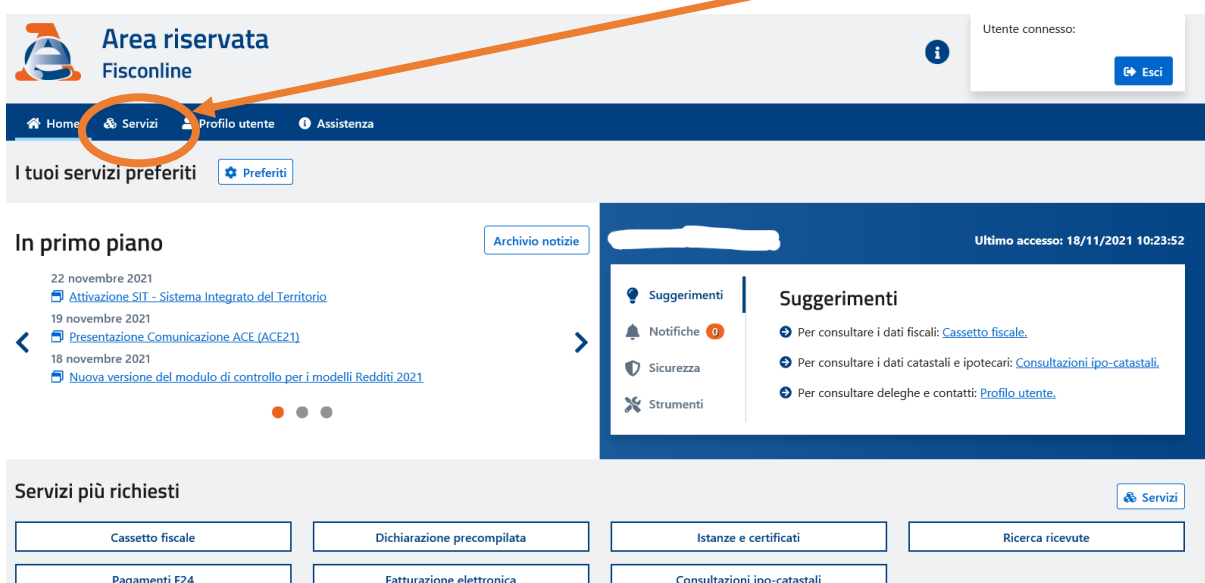 Area riservata
Fisconline
Utente connesso:
Esci
Home
Servizi
Profilo utente
Assistenza
I tuoi servizi preferiti
Preferiti
In primo piano
Archivio notizie
22 novembre 2021
Attivazione SIT - Sistema Integrato del Territorio
19 novembre 2021
Presentazione Comunicazione ACE (ACE21)
18 novembre 2021
Nuova versione del modulo di controllo per i modelli Redditi 2021
Ultimo accesso: 18/11/2021 10:23:52
Suggerimenti
Notifiche 0
Sicurezza
Strumenti
Suggerimenti
Per consultare i dati fiscali: Cassetto fiscale.
Per consultare i dati catastali e ipotecari: Consultazioni ipo-catastali.
Per consultare deleghe e contatti: Profilo utente.
Servizi più richiesti
Servizi
Cassetto fiscale
Dichiarazione precompilata
Istanze e certificati
Ricerca ricevute
Pagamenti F24
Fatturazione elettronica
Consultazioni ipo-catastali